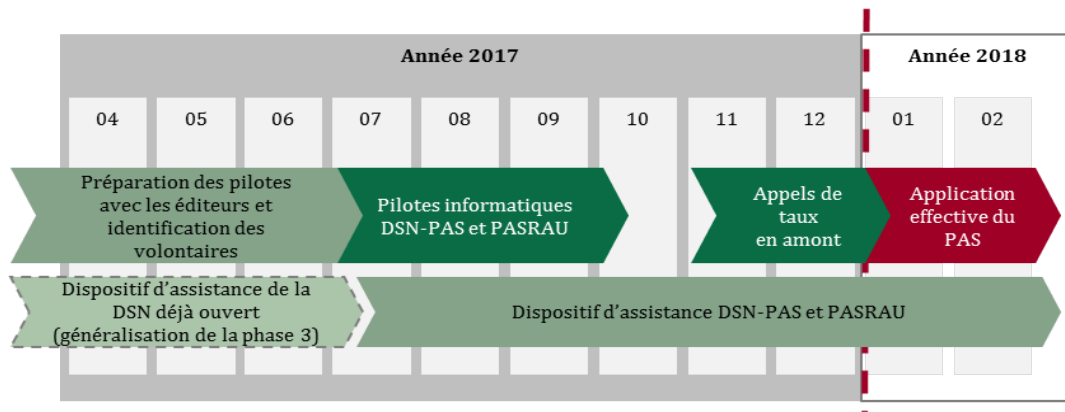 Année 2017
Année 2018
04 05 06 07 08 09 10 11 12 01 02
Préparation des pilotes
avec les éditeurs et
identification des
volontaires
Pilotes informatiques
DSN-PAS et PASRAU
Appels de
taux
en amont
Application
effective du
PAS
Dispositif d’assistance de la
DSN déjà ouvert
(généralisation de la phase 3)
Dispositif d’assistance DSN-PAS et PASRAU